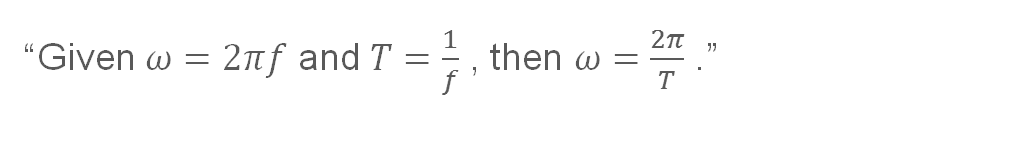 “Given 𝜔 = 2𝜋𝑓 and 𝑇 = 1/𝑓 , then 𝜔 = 2𝜋/𝑇 .”